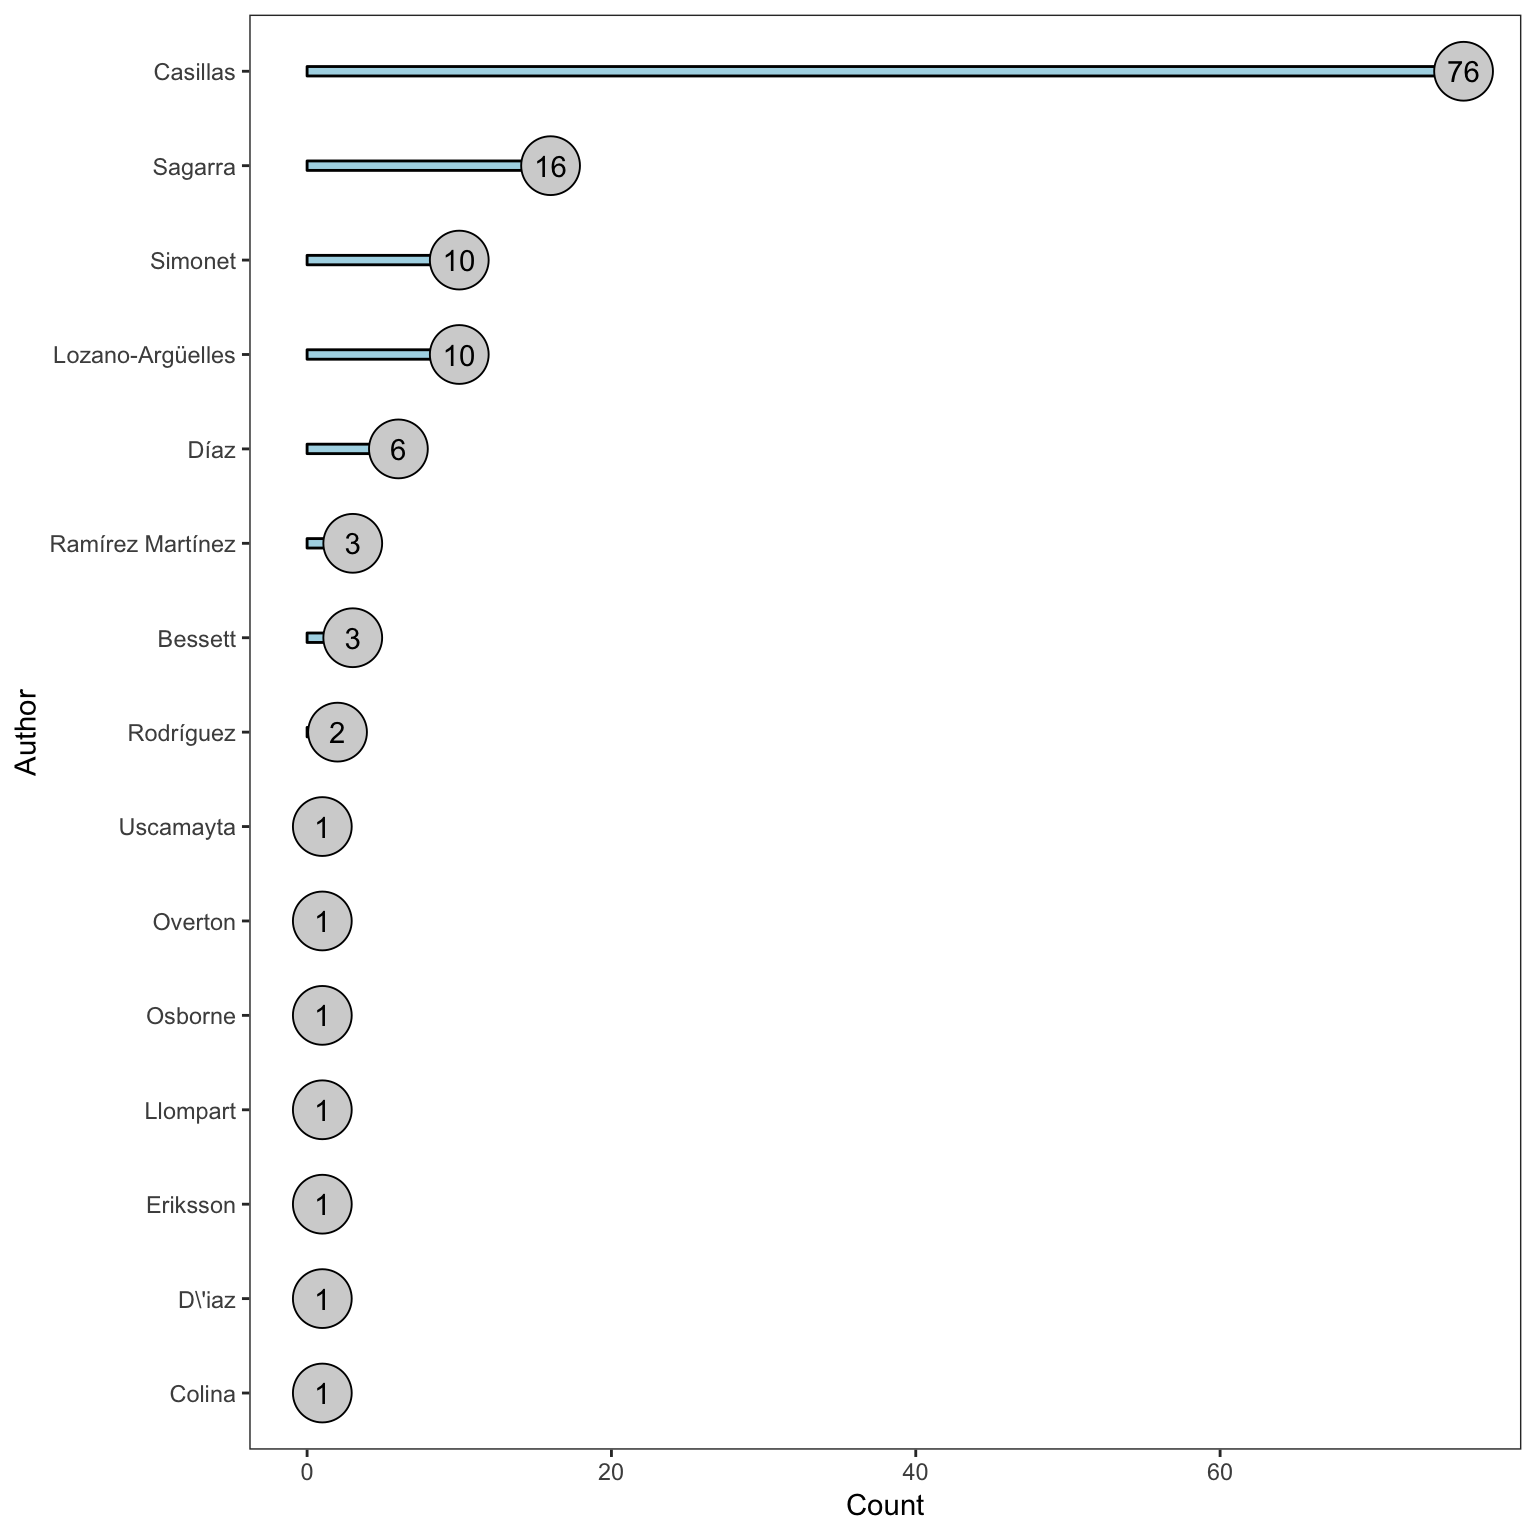 Casillas 76
Sagarra 16
Simonet 10
Lozano-Argüelles 10
Díaz 6
Ramírez Martínez 3
Bessett 3
Rodríguez 2
Uscamayta 1
Overton 1
Osborne 1
Llompart 1
Eriksson 1
D\'iaz 1
Colina 1
Author
0 20 40 60
Count